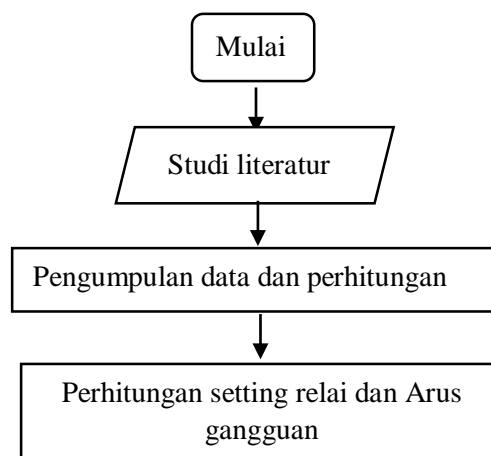 Mulai
Studi literatur
Pengumpulan data dan perhitungan
Perhitungan setting relai dan Arus
gangguan